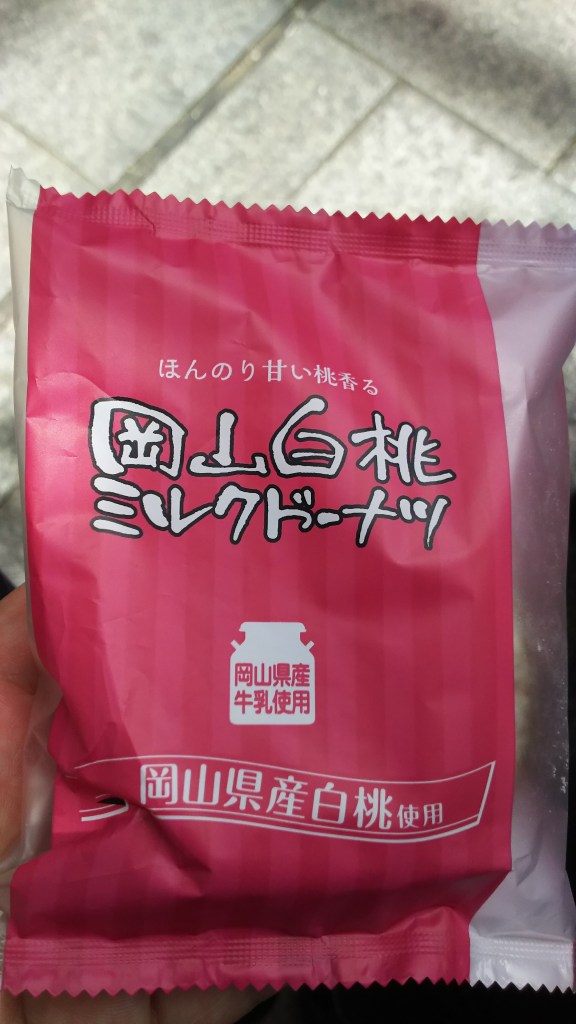 ほんのり甘い桃香る
岡山白桃
ミルクドーナツ
岡山県産
牛乳使用
岡山県産白桃使用